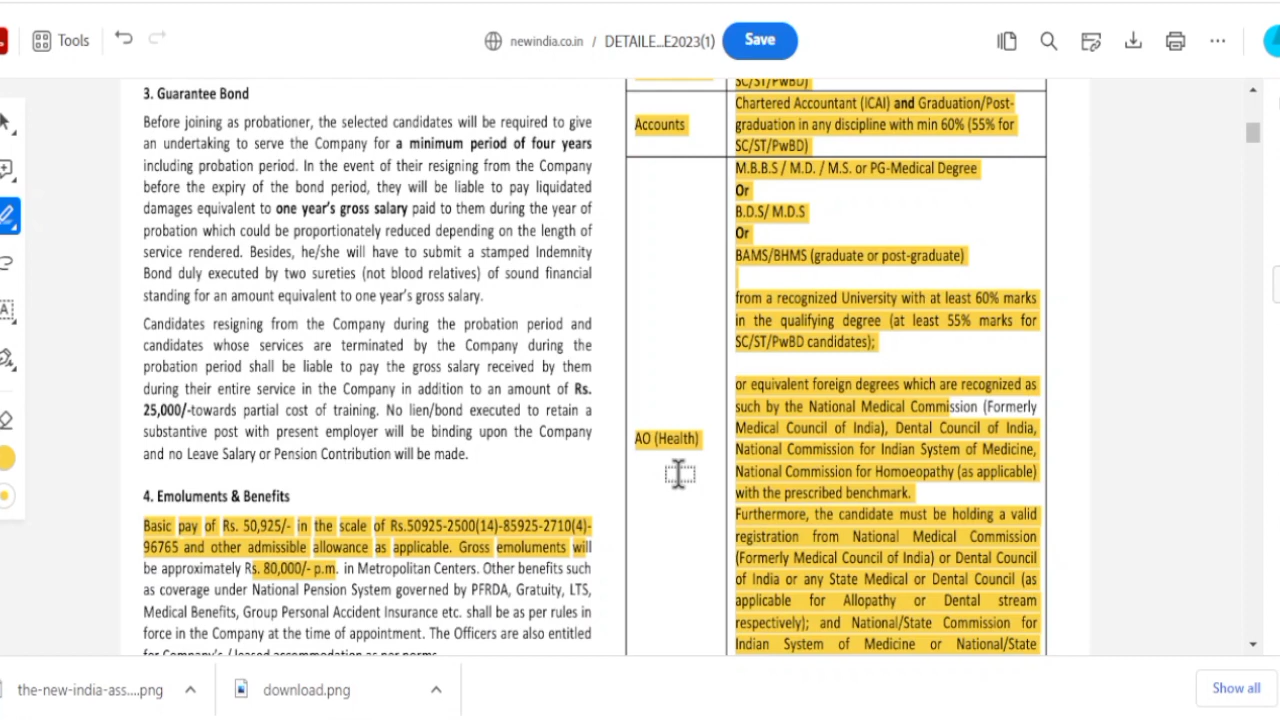 Tools
newindia.co.in / DETAILE...E2023(1)
Save
3. Guarantee Bond
Before joining as probationer, the selected candidates will be required to give
an undertaking to serve the Company for a minimum period of four years
including probation period. In the event of their resigning from the Company
before the expiry of the bond period, they will be liable to pay liquidated
damages equivalent to one year's gross salary paid to them during the year of
probation which could be proportionately reduced depending on the length of
service rendered. Besides, he/she will have to submit a stamped Indemnity
Bond duly executed by two sureties (not blood relatives) of sound financial
standing for an amount equivalent to one year's gross salary.
Candidates resigning from the Company during the probation period and
candidates whose services are terminated by the Company during the
probation period shall be liable to pay the gross salary received by them
during their entire service in the Company in addition to an amount of Rs.
25,000/-towards partial cost of training. No lien/bond executed to retain a
substantive post with present employer will be binding upon the Company
and no Leave Salary or Pension Contribution will be made.
4. Emoluments & Benefits
Basic pay of Rs. 50,925/- in the scale of Rs.50925-2500(14)-85925-2710(4)-
96765 and other admissible allowance as applicable. Gross emoluments will
be approximately Rs. 80,000/- p.m. in Metropolitan Centers. Other benefits such
as coverage under National Pension System governed by PFRDA, Gratuity, LTS,
Medical Benefits, Group Personal Accident Insurance etc. shall be as per rules in
force in the Company at the time of appointment. The Officers are also entitled
for Company's / leased accommodation as per norms.
SC/ST/PwBD)
Accounts
Chartered Accountant (ICAI) and Graduation/Post-
graduation in any discipline with min 60% (55% for
SC/ST/PwBD)
AO (Health)
M.B.B.S / M.D. / M.S. or PG-Medical Degree
Or
B.D.S/ M.D.S
Or
BAMS/BHMS (graduate or post-graduate)
from a recognized University with at least 60% marks
in the qualifying degree (at least 55% marks for
SC/ST/PwBD candidates);
or equivalent foreign degrees which are recognized as
such by the National Medical Commission (Formerly
Medical Council of India), Dental Council of India,
National Commission for Indian System of Medicine,
National Commission for Homoeopathy (as applicable)
with the prescribed benchmark.
Furthermore, the candidate must be holding a valid
registration from National Medical Commission
(Formerly Medical Council of India) or Dental Council
of India or any State Medical or Dental Council (as
applicable for Allopathy or Dental stream
respectively); and National/State Commission for
Indian System of Medicine or National/State
the-new-india-ass....png
download.png
Show all